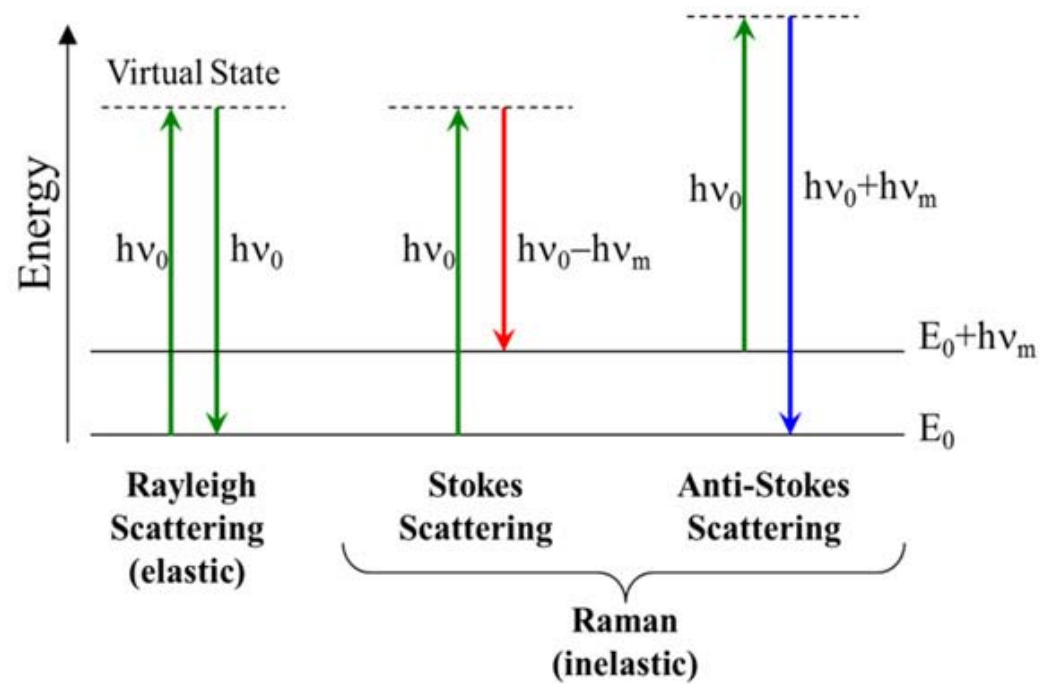 Energy
Virtual State
hν₀
hν₀
hν₀
hν₀–hνₘ
hν₀
hν₀+hνₘ
E₀+hνₘ
E₀
Rayleigh
Scattering
(elastic)
Stokes
Scattering
Anti-Stokes
Scattering
Raman
(inelastic)